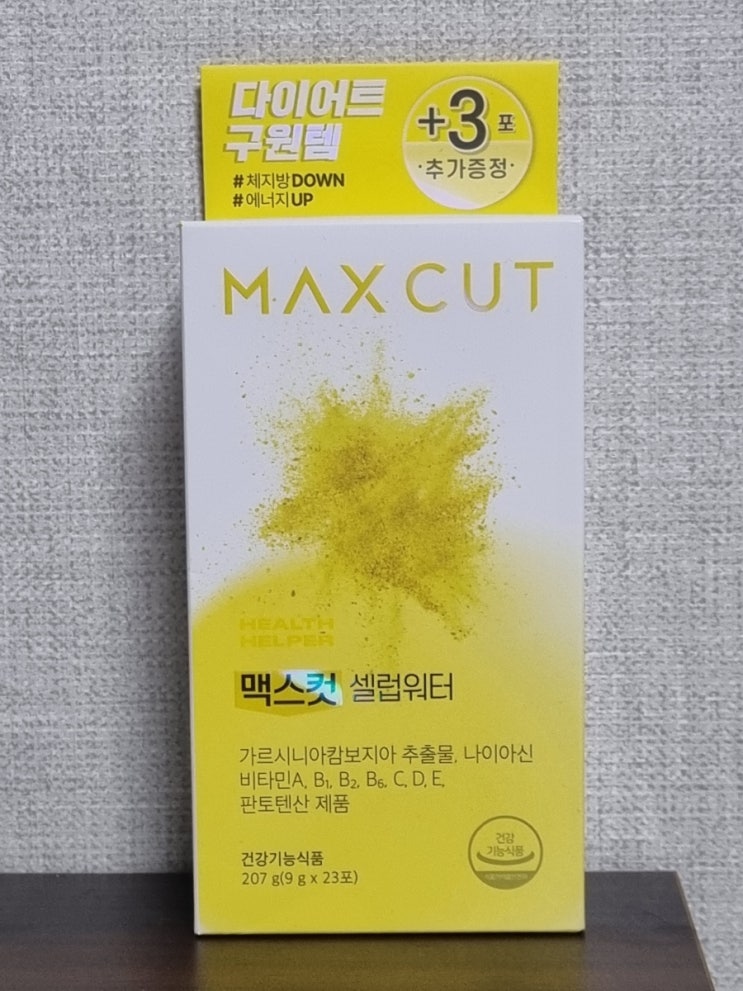 다이어트
구원템
#체지방DOWN
#에너지UP
+3포
·추가증정·
MAXCUT
HEALTH
HELPER
맥스컷 셀럽워터
가르시니아캄보지아 추출물, 나이아신
비타민A, B₁, B₂, B₆, C, D, E,
판토텐산 제품
건강기능식품
207 g(9 g x 23포)
건강
기능식품